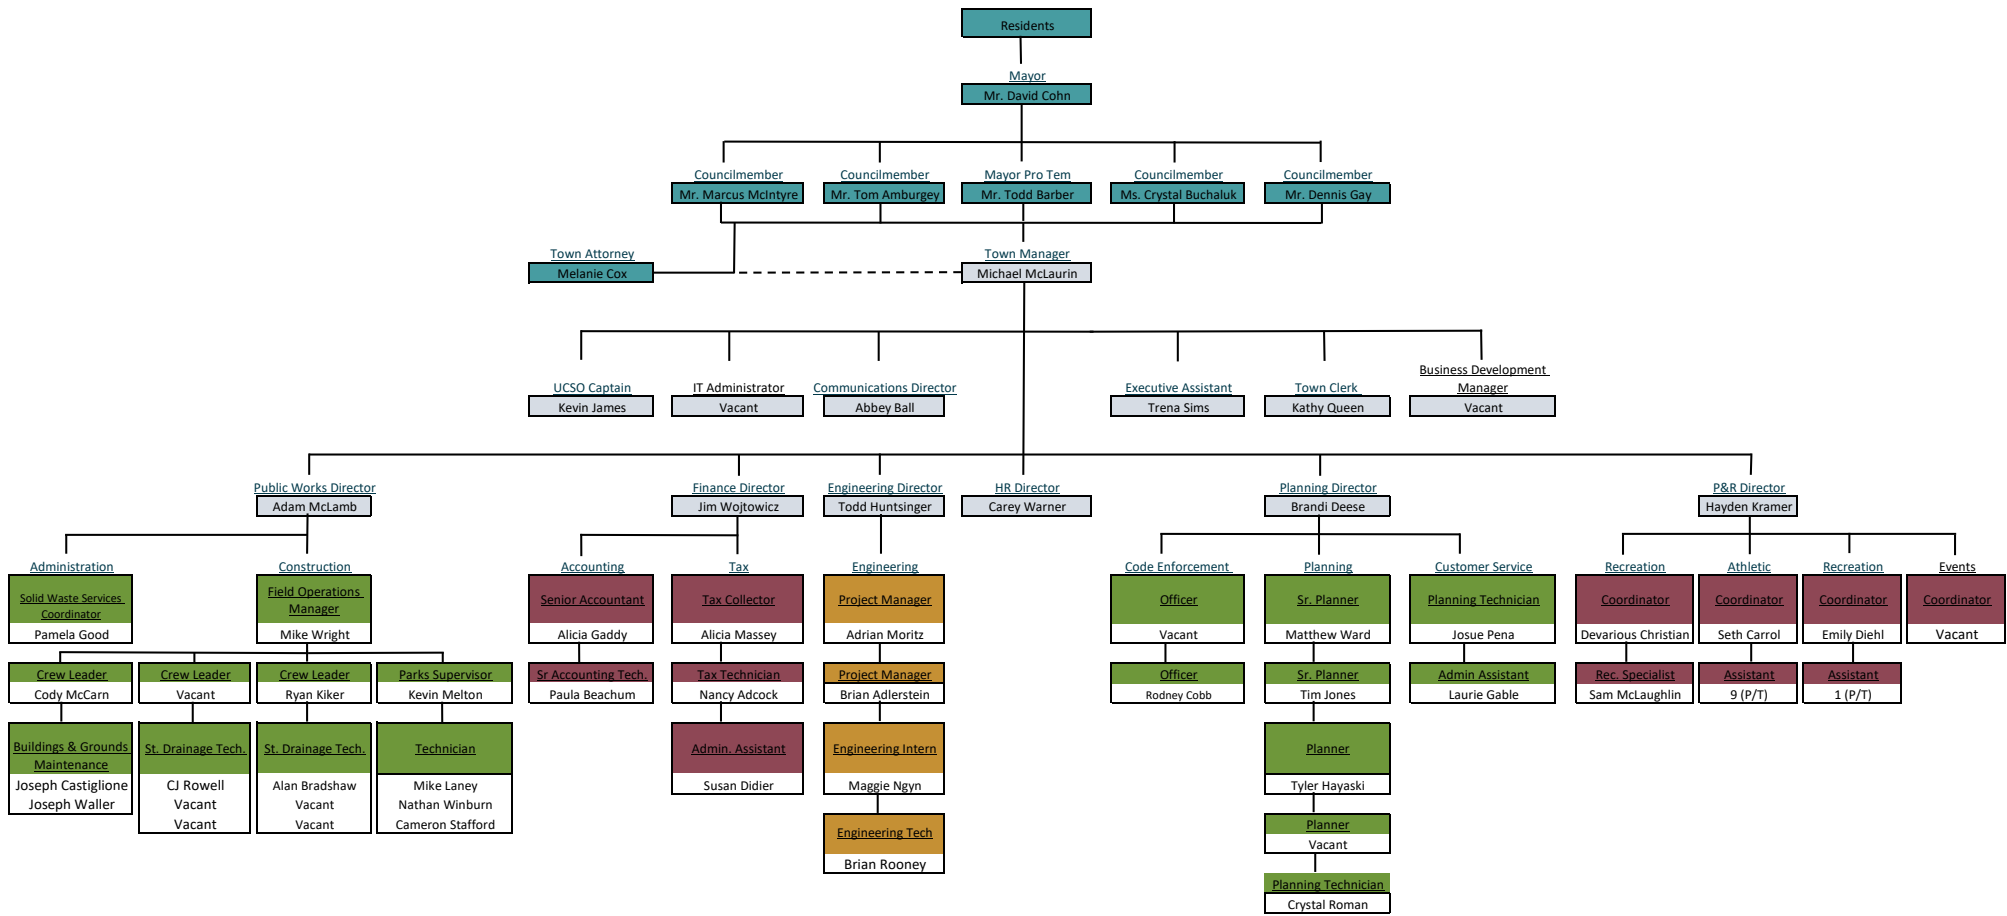 Residents
Mayor
Mr. David Cohn
Councilmember
Mr. Marcus McIntyre
Councilmember
Mr. Tom Amburgey
Mayor Pro Tem
Mr. Todd Barber
Councilmember
Ms. Crystal Buchaluk
Councilmember
Mr. Dennis Gay
Town Attorney
Melanie Cox
Town Manager
Michael McLaurin
UCSO Captain
Kevin James
IT Administrator
Vacant
Communications Director
Abbey Ball
Executive Assistant
Trena Sims
Town Clerk
Kathy Queen
Business Development
Manager
Vacant
Public Works Director
Adam McLamb
Finance Director
Jim Wojtowicz
Engineering Director
Todd Huntsinger
HR Director
Carey Warner
Planning Director
Brandi Deese
P&R Director
Hayden Kramer
Administration
Solid Waste Services
Coordinator
Pamela Good
Construction
Field Operations
Manager
Mike Wright
Crew Leader
Cody McCarn
Buildings & Grounds
Maintenance
Joseph Castiglione
Joseph Waller
Crew Leader
Vacant
St. Drainage Tech.
CJ Rowell
Vacant
Vacant
Crew Leader
Ryan Kiker
St. Drainage Tech.
Alan Bradshaw
Vacant
Vacant
Parks Supervisor
Kevin Melton
Technician
Mike Laney
Nathan Winburn
Cameron Stafford
Accounting
Senior Accountant
Alicia Gaddy
Sr Accounting Tech.
Paula Beachum
Tax
Tax Collector
Alicia Massey
Tax Technician
Nancy Adcock
Admin. Assistant
Susan Didier
Engineering
Project Manager
Adrian Moritz
Project Manager
Brian Adlerstein
Engineering Intern
Maggie Ngyn
Engineering Tech
Brian Rooney
Code Enforcement
Officer
Vacant
Officer
Rodney Cobb
Planning
Sr. Planner
Matthew Ward
Sr. Planner
Tim Jones
Planner
Tyler Hayaski
Planner
Vacant
Planning Technician
Crystal Roman
Customer Service
Planning Technician
Josue Pena
Admin Assistant
Laurie Gable
Recreation
Coordinator
Devarious Christian
Rec. Specialist
Sam McLaughlin
Athletic
Coordinator
Seth Carrol
Assistant
9 (P/T)
Recreation
Coordinator
Emily Diehl
Assistant
1 (P/T)
Events
Coordinator
Vacant